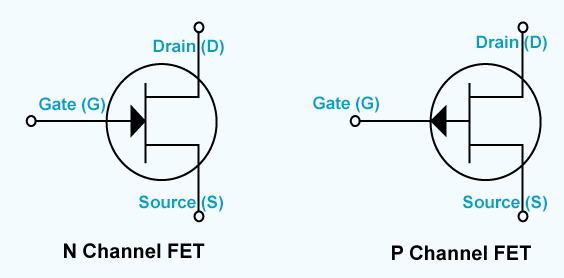 Drain (D)
Gate (G)
Source (S)
N Channel FET
Drain (D)
Gate (G)
Source (S)
P Channel FET